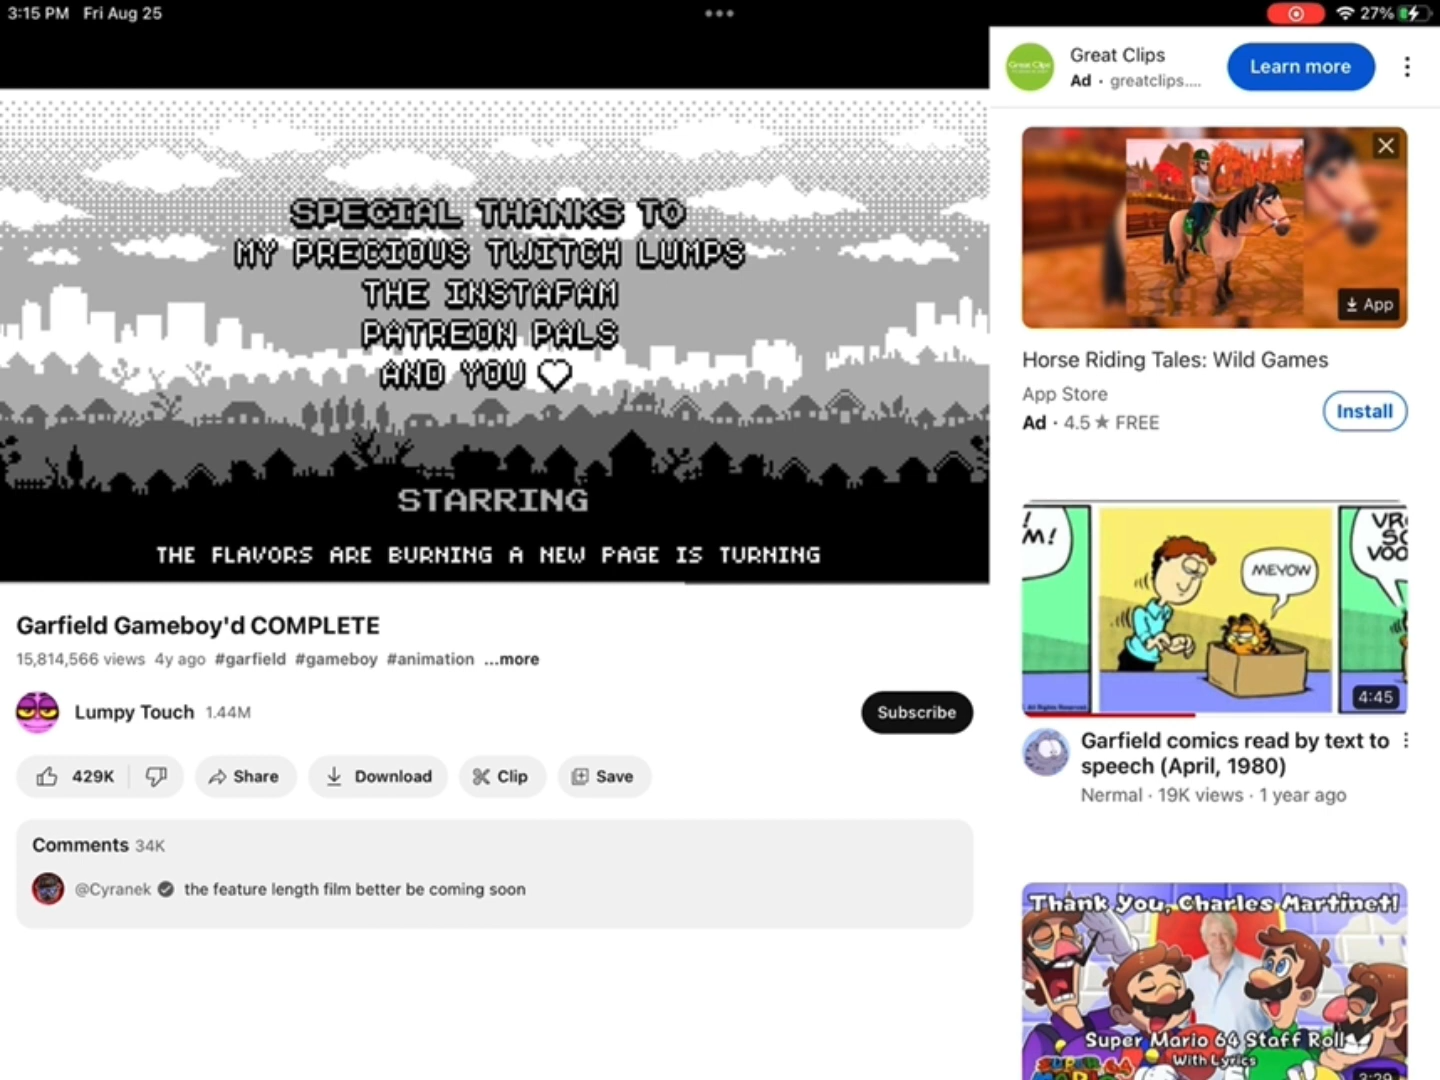 3:15 PM Fri Aug 25
27%
SPECIAL THANKS TO
MY PRECIOUS TWITCH LUMPS
THE INSTAFAM
PATREON PALS
AND YOU
STARRING
THE FLAVORS ARE BURNING A NEW PAGE IS TURNING
Garfield Gameboy'd COMPLETE
15,814,566 views 4y ago #garfield #gameboy #animation ...more
Lumpy Touch 1.44M
Subscribe
429K
Share
Download
Clip
Save
Comments 34K
@Cyranek the feature length film better be coming soon
Great Clips
Great Clips
Ad · greatclips....
Learn more
App
Horse Riding Tales: Wild Games
App Store
Ad · 4.5 ★ FREE
Install
!
M!
MEYOW
4:45
Garfield comics read by text to
speech (April, 1980)
Nermal · 19K views · 1 year ago
Thank You, Charles Martinet!
Super Mario 64 Staff Roll
With Lyrics
SUPER 64